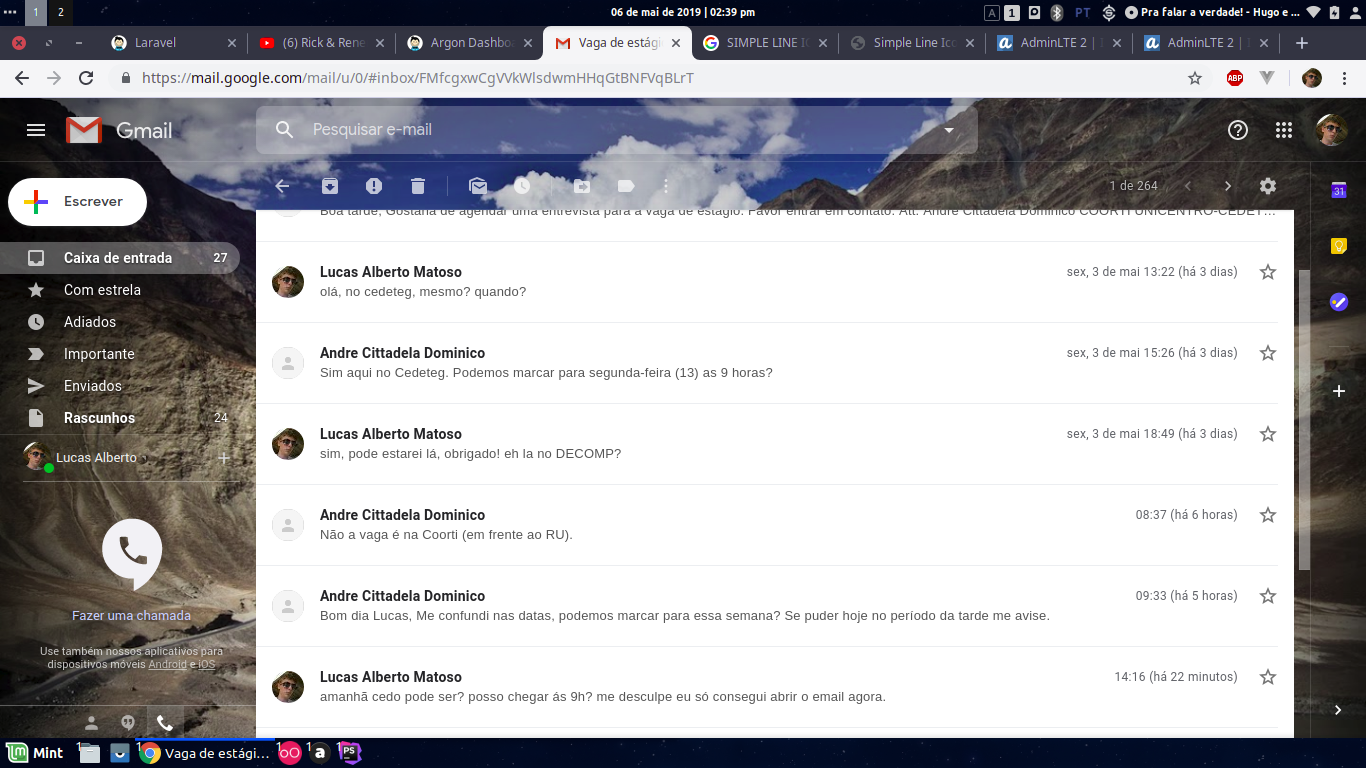 1
2
06 de mai de 2019 | 02:39 pm
A
1
PT
Pra falar a verdade! - Hugo e ...
Laravel
(6) Rick & Rene
Argon Dashbo
Vaga de estági
SIMPLE LINE I
Simple Line Ico
AdminLTE 2 |
AdminLTE 2 |
https://mail.google.com/mail/u/0/#inbox/FMfcgxwCgVVkWlsdwmHHqGtBNFVqBLrT
ABP
Gmail
Pesquisar e-mail
Escrever
1 de 264
31
Caixa de entrada 27
Com estrela
Adiados
Importante
Enviados
Rascunhos 24
Lucas Alberto
Fazer uma chamada
Use também nossos aplicativos para
dispositivos móveis Android e iOS
Boa tarde, Gostaria de agendar uma entrevista para a vaga de estágio. Favor entrar em contato. Att. Andre Cittadela Dominico COORTI UNICENTRO-CEDET…
Lucas Alberto Matoso sex, 3 de mai 13:22 (há 3 dias)
olá, no cedeteg, mesmo? quando?
Andre Cittadela Dominico sex, 3 de mai 15:26 (há 3 dias)
Sim aqui no Cedeteg. Podemos marcar para segunda-feira (13) as 9 horas?
Lucas Alberto Matoso sex, 3 de mai 18:49 (há 3 dias)
sim, pode estarei lá, obrigado! eh la no DECOMP?
Andre Cittadela Dominico 08:37 (há 6 horas)
Não a vaga é na Coorti (em frente ao RU).
Andre Cittadela Dominico 09:33 (há 5 horas)
Bom dia Lucas, Me confundi nas datas, podemos marcar para essa semana? Se puder hoje no período da tarde me avise.
Lucas Alberto Matoso 14:16 (há 22 minutos)
amanhã cedo pode ser? posso chegar ás 9h? me desculpe eu só consegui abrir o email agora.
Mint
1
1
Vaga de estági...
1
1
a
1
PS